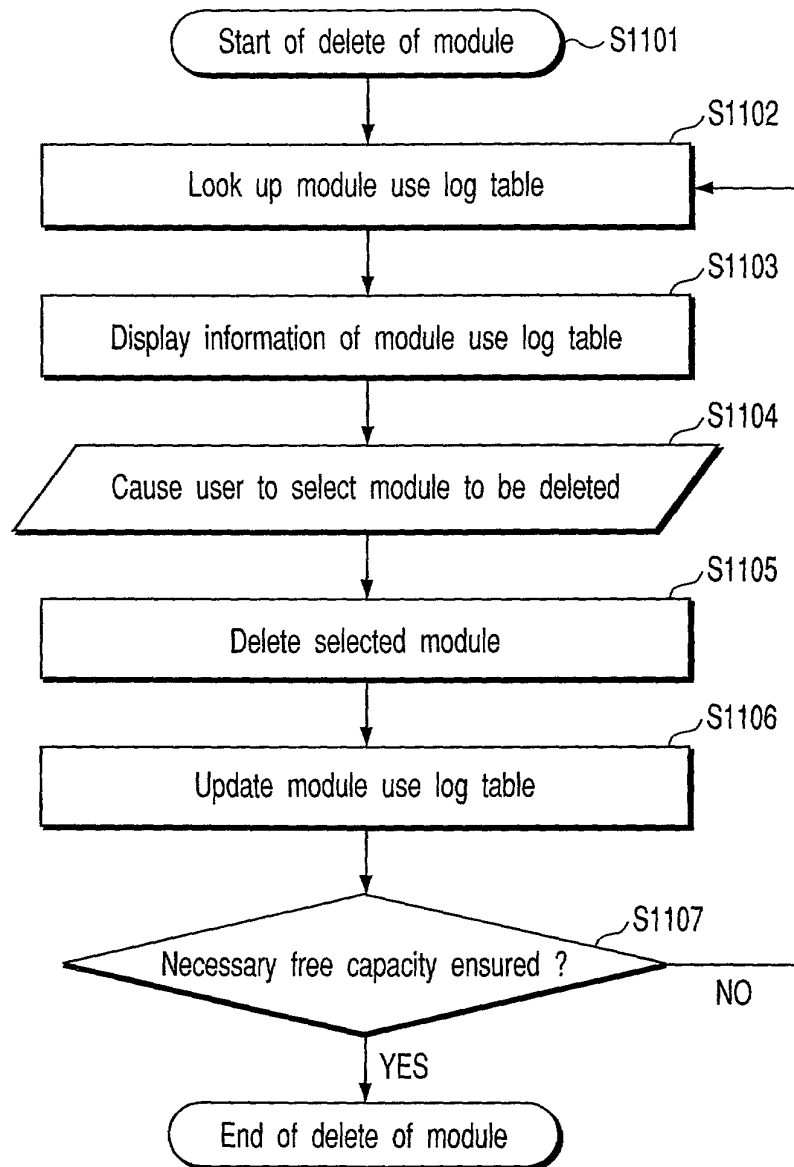 Start of delete of module
S1101
S1102
Look up module use log table
S1103
Display information of module use log table
S1104
Cause user to select module to be deleted
S1105
Delete selected module
S1106
Update module use log table
S1107
Necessary free capacity ensured ?
NO
YES
End of delete of module